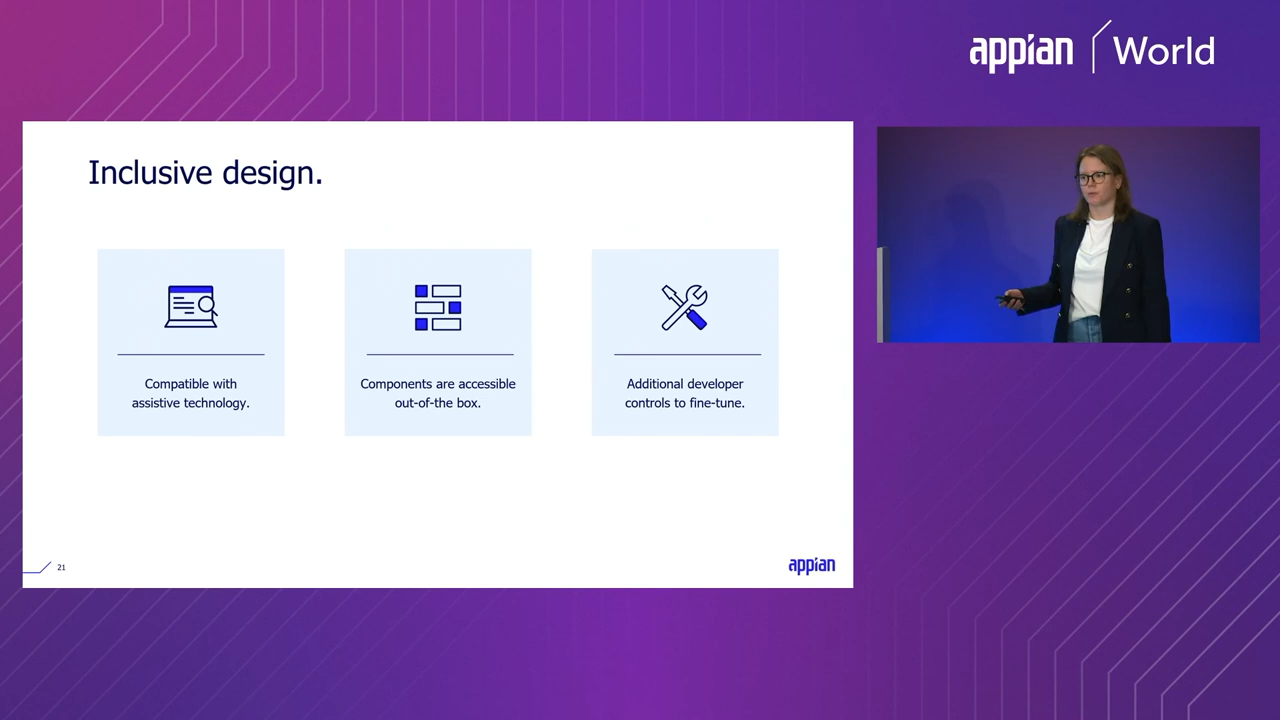 appian World
Inclusive design.
Compatible with
assistive technology.
Components are accessible
out-of-the box.
Additional developer
controls to fine-tune.
21
appian